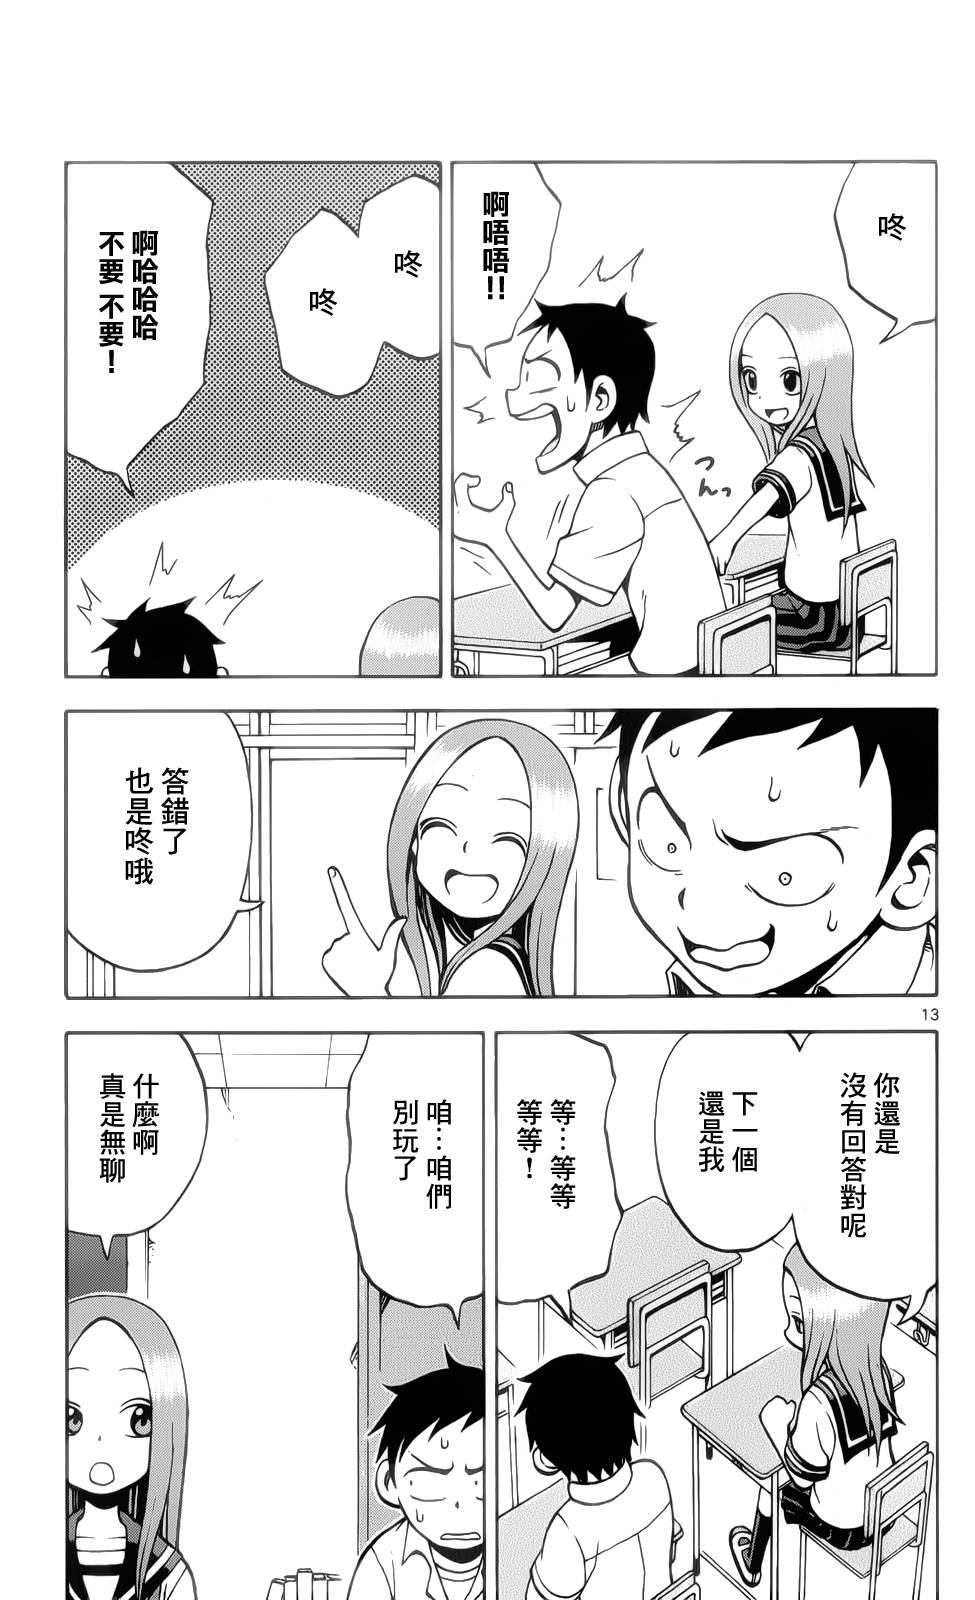 咚
啊唔唔!!
つんっ
咚
咚
啊哈哈哈
不要 不要！
答錯了
也是咚哦
13
你還是
沒有回答對呢
下一個
還是我
等…等等
等等！
咱…咱們
別玩了
什麼啊
真是無聊